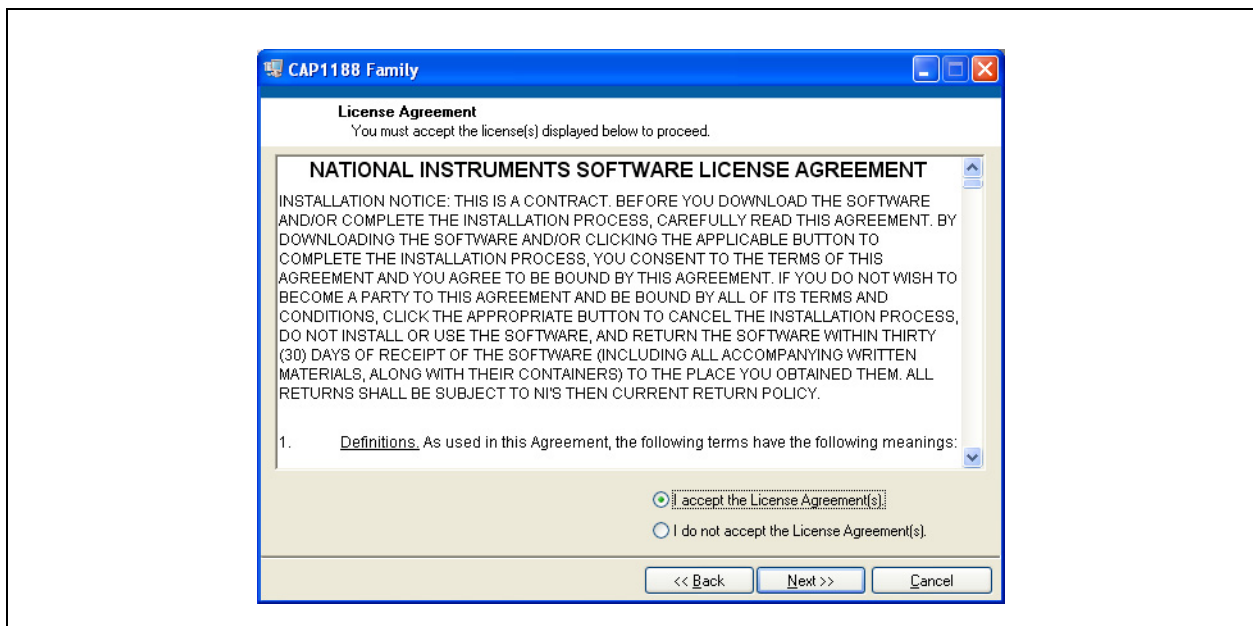 CAP1188 Family
License Agreement
You must accept the license(s) displayed below to proceed.
NATIONAL INSTRUMENTS SOFTWARE LICENSE AGREEMENT
INSTALLATION NOTICE: THIS IS A CONTRACT. BEFORE YOU DOWNLOAD THE SOFTWARE
AND/OR COMPLETE THE INSTALLATION PROCESS, CAREFULLY READ THIS AGREEMENT. BY
DOWNLOADING THE SOFTWARE AND/OR CLICKING THE APPLICABLE BUTTON TO
COMPLETE THE INSTALLATION PROCESS, YOU CONSENT TO THE TERMS OF THIS
AGREEMENT AND YOU AGREE TO BE BOUND BY THIS AGREEMENT. IF YOU DO NOT WISH TO
BECOME A PARTY TO THIS AGREEMENT AND BE BOUND BY ALL OF ITS TERMS AND
CONDITIONS, CLICK THE APPROPRIATE BUTTON TO CANCEL THE INSTALLATION PROCESS,
DO NOT INSTALL OR USE THE SOFTWARE, AND RETURN THE SOFTWARE WITHIN THIRTY
(30) DAYS OF RECEIPT OF THE SOFTWARE (INCLUDING ALL ACCOMPANYING WRITTEN
MATERIALS, ALONG WITH THEIR CONTAINERS) TO THE PLACE YOU OBTAINED THEM. ALL
RETURNS SHALL BE SUBJECT TO NI'S THEN CURRENT RETURN POLICY.
1. Definitions. As used in this Agreement, the following terms have the following meanings:
I accept the License Agreement(s).
I do not accept the License Agreement(s).
<< Back Next >> Cancel